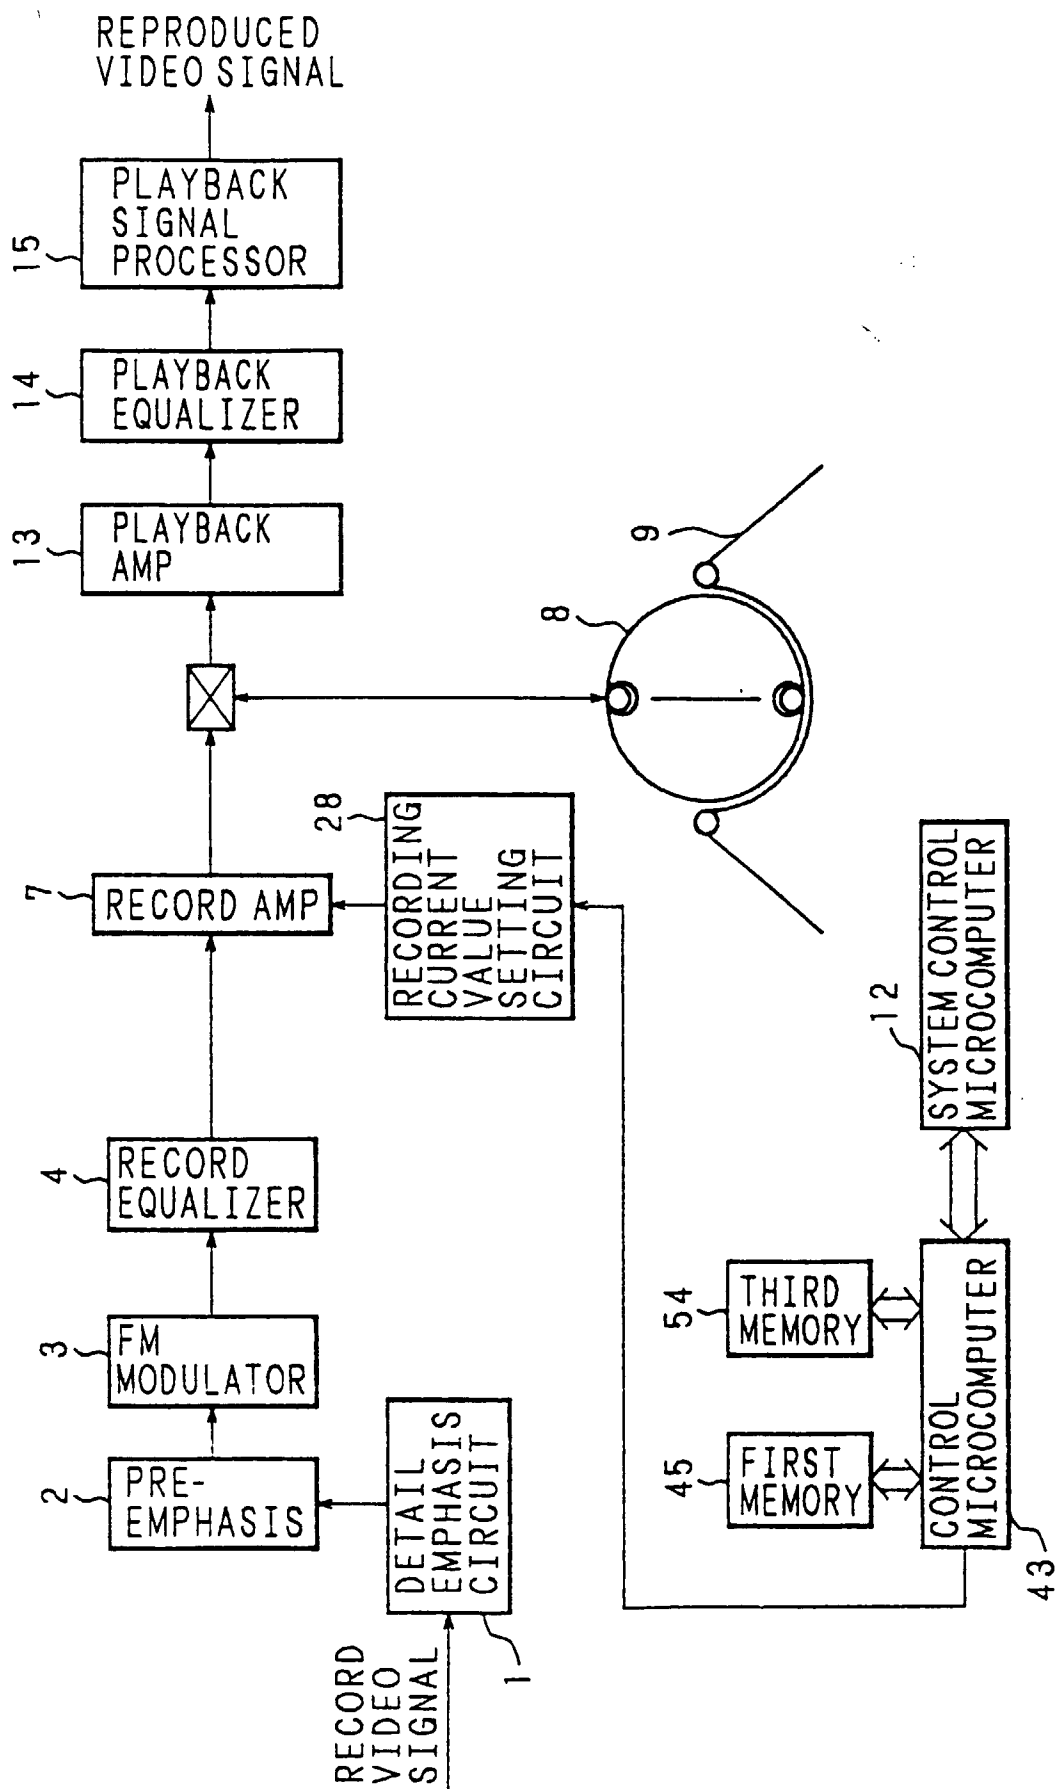 RECORD
VIDEO
SIGNAL
1
DETAIL
EMPHASIS
CIRCUIT
2
PRE-
EMPHASIS
3
FM
MODULATOR
4
RECORD
EQUALIZER
7
RECORD AMP
28
RECORDING
CURRENT
VALUE
SETTING
CIRCUIT
13
PLAYBACK
AMP
14
PLAYBACK
EQUALIZER
15
PLAYBACK
SIGNAL
PROCESSOR
REPRODUCED
VIDEO SIGNAL
8
9
45
FIRST
MEMORY
54
THIRD
MEMORY
43
CONTROL
MICROCOMPUTER
12
SYSTEM CONTROL
MICROCOMPUTER